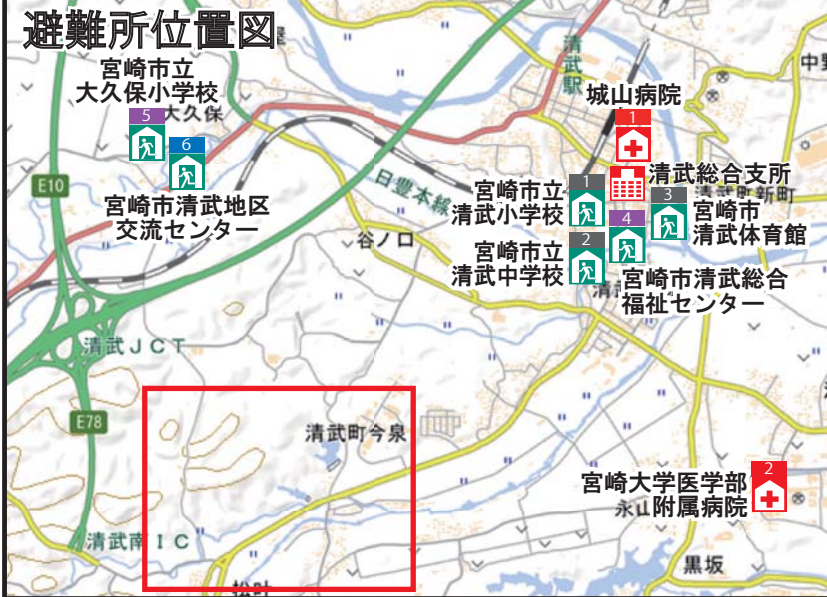 避難所位置図
宮崎市立
大久保小学校
5
大久保
6
宮崎市清武地区
交流センター
E10
日豊本線
谷ノ口
清武駅
城山病院
1
清武総合支所
清武町新町
中野
宮崎市立
清武小学校
1
3
宮崎市
清武体育館
4
宮崎市立
清武中学校
2
宮崎市清武総合
福祉センター
清武JCT
E78
清武町今泉
清武南IC
宮崎大学医学部
附属病院
2
黒坂